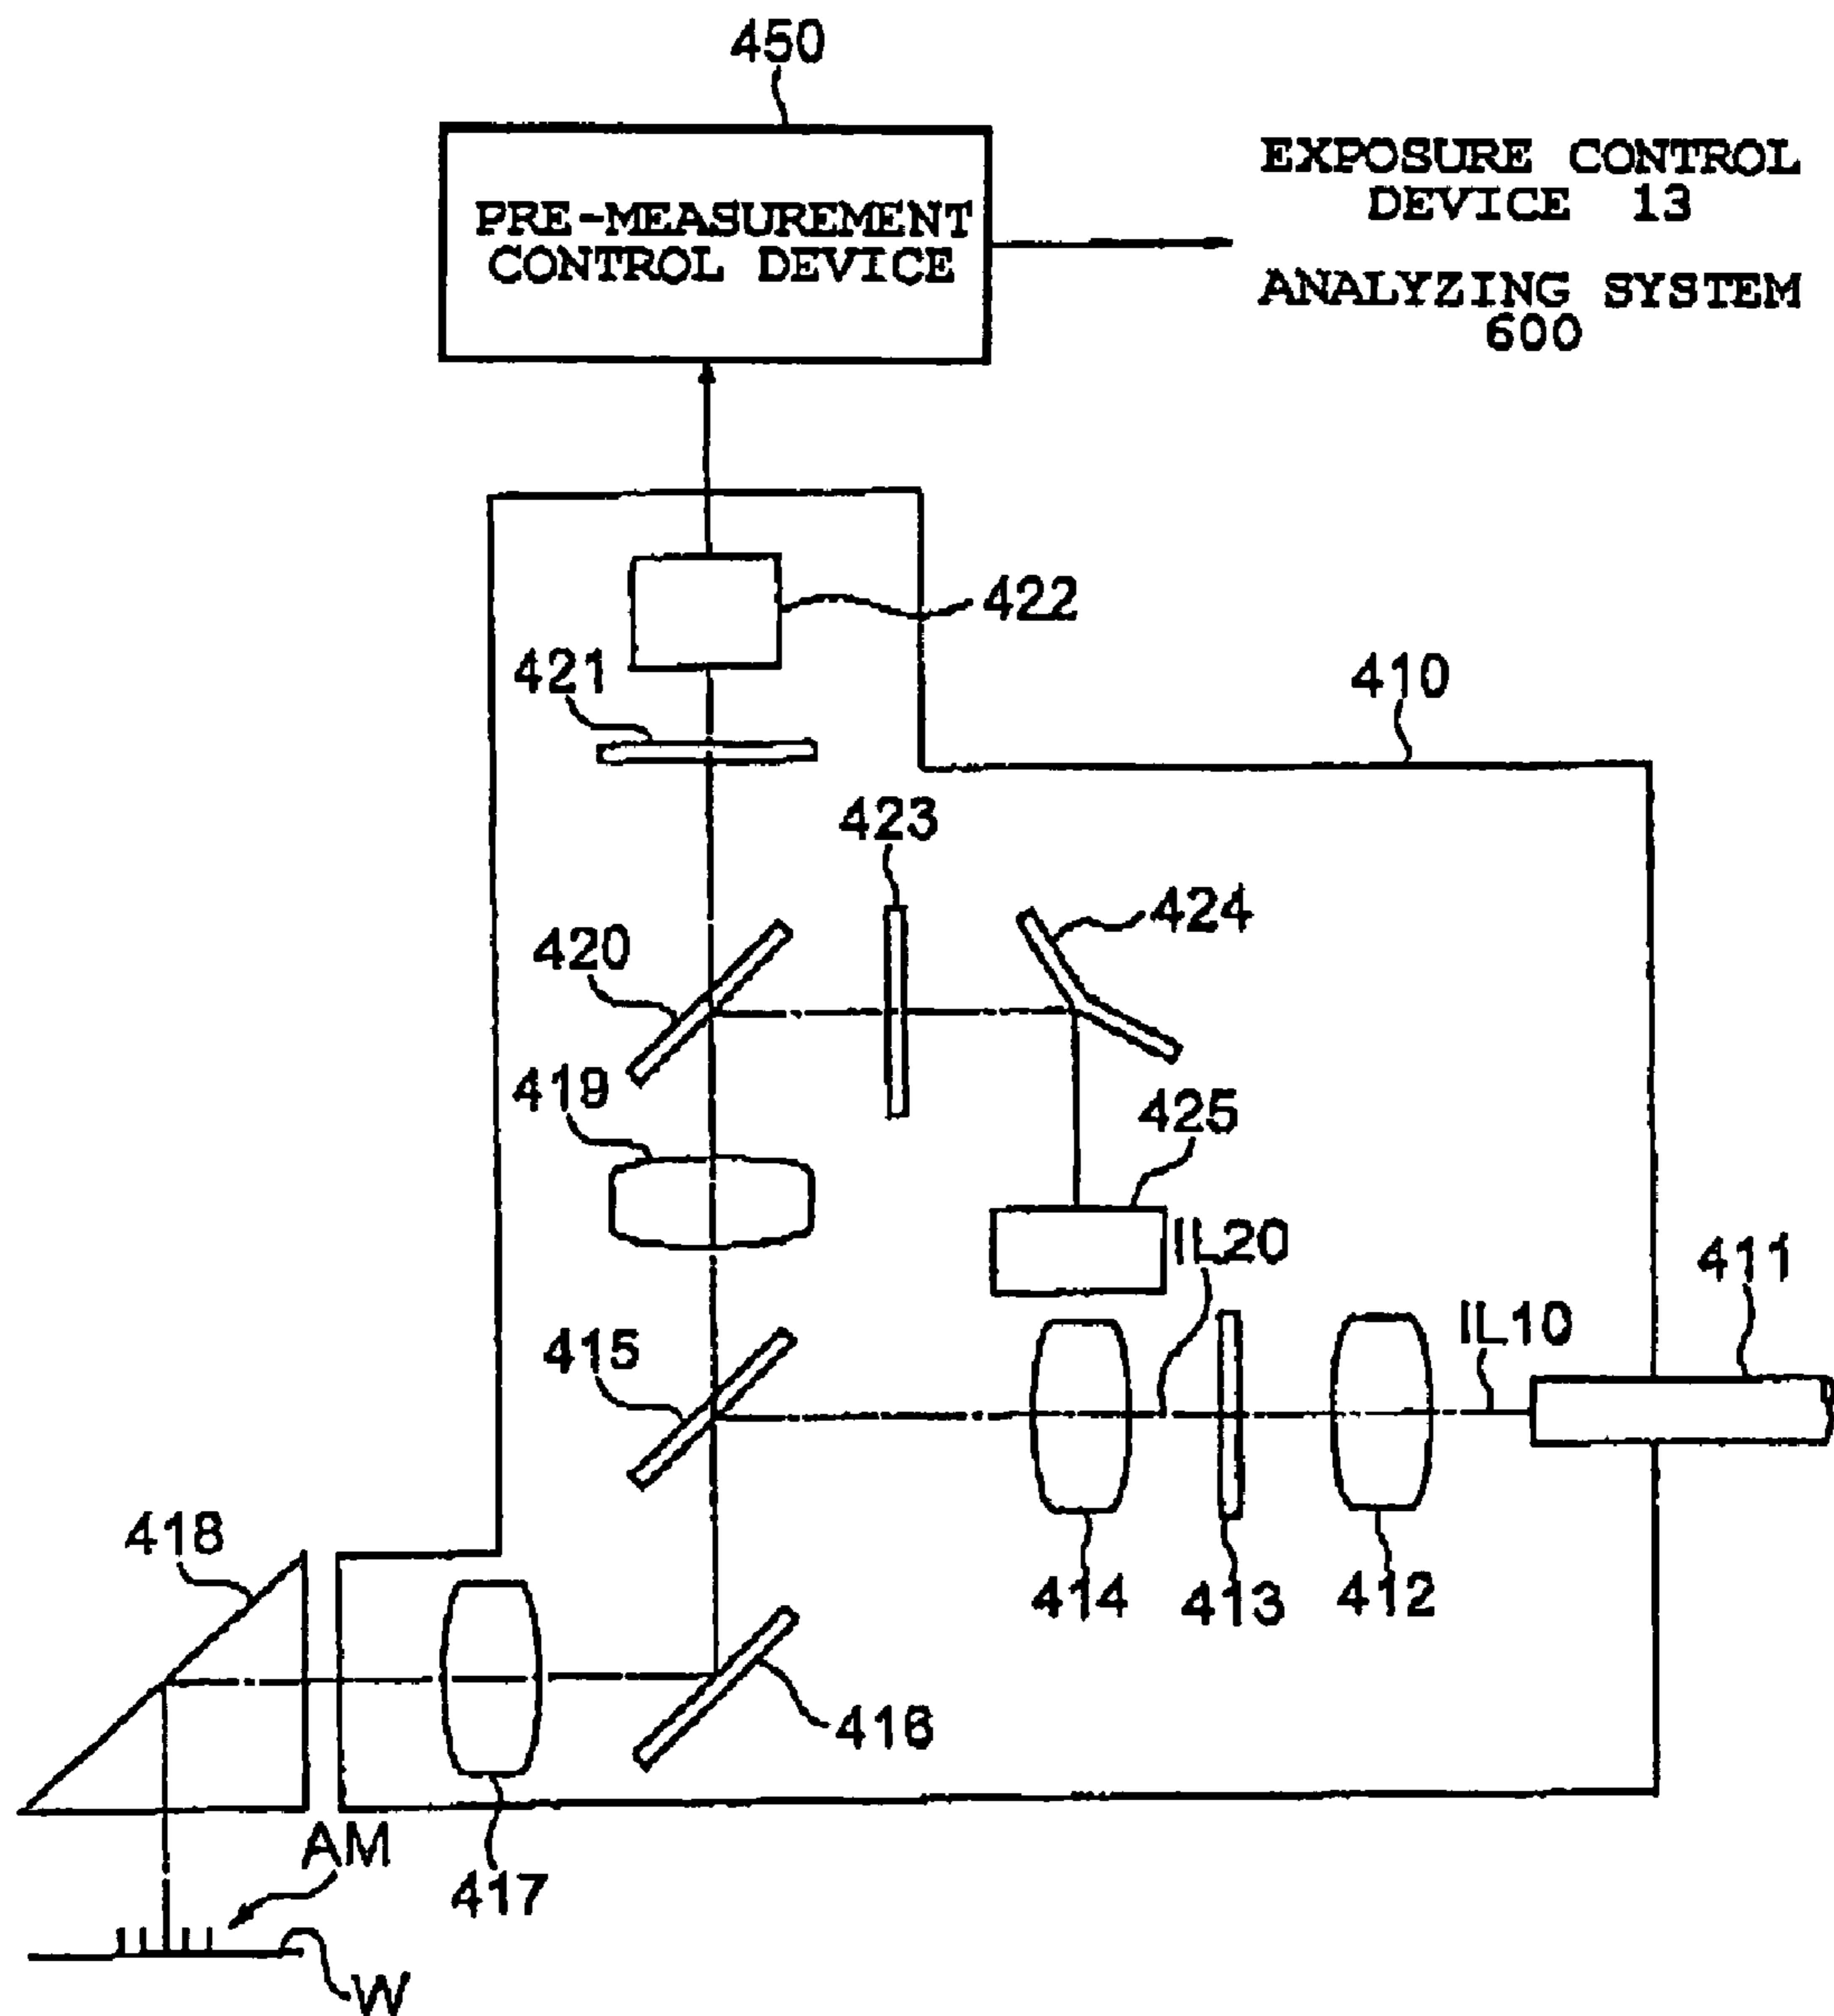 450
PRE-MEASUREMENT
CONTROL DEVICE
EXPOSURE CONTROL
DEVICE 13
ANALYZING SYSTEM
600
422
421
410
423
424
420
419
425
IL20
411
IL10
415
418
414
413
412
416
AM
417
W